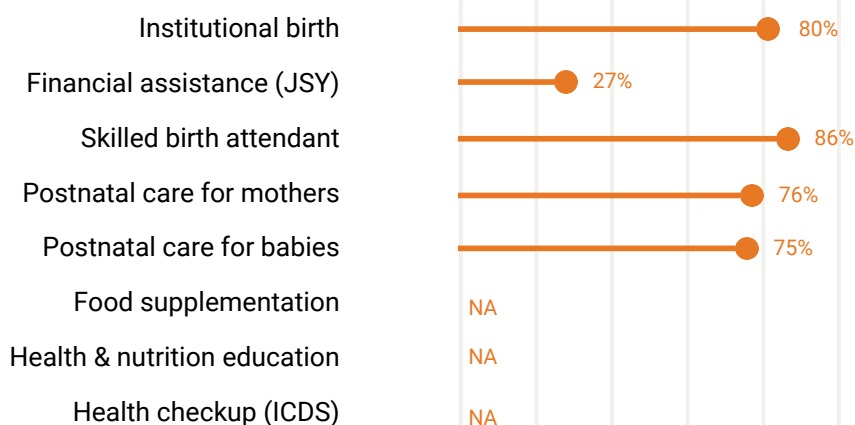 Institutional birth 80%
Financial assistance (JSY) 27%
Skilled birth attendant 86%
Postnatal care for mothers 76%
Postnatal care for babies 75%
Food supplementation NA
Health & nutrition education NA
Health checkup (ICDS) NA